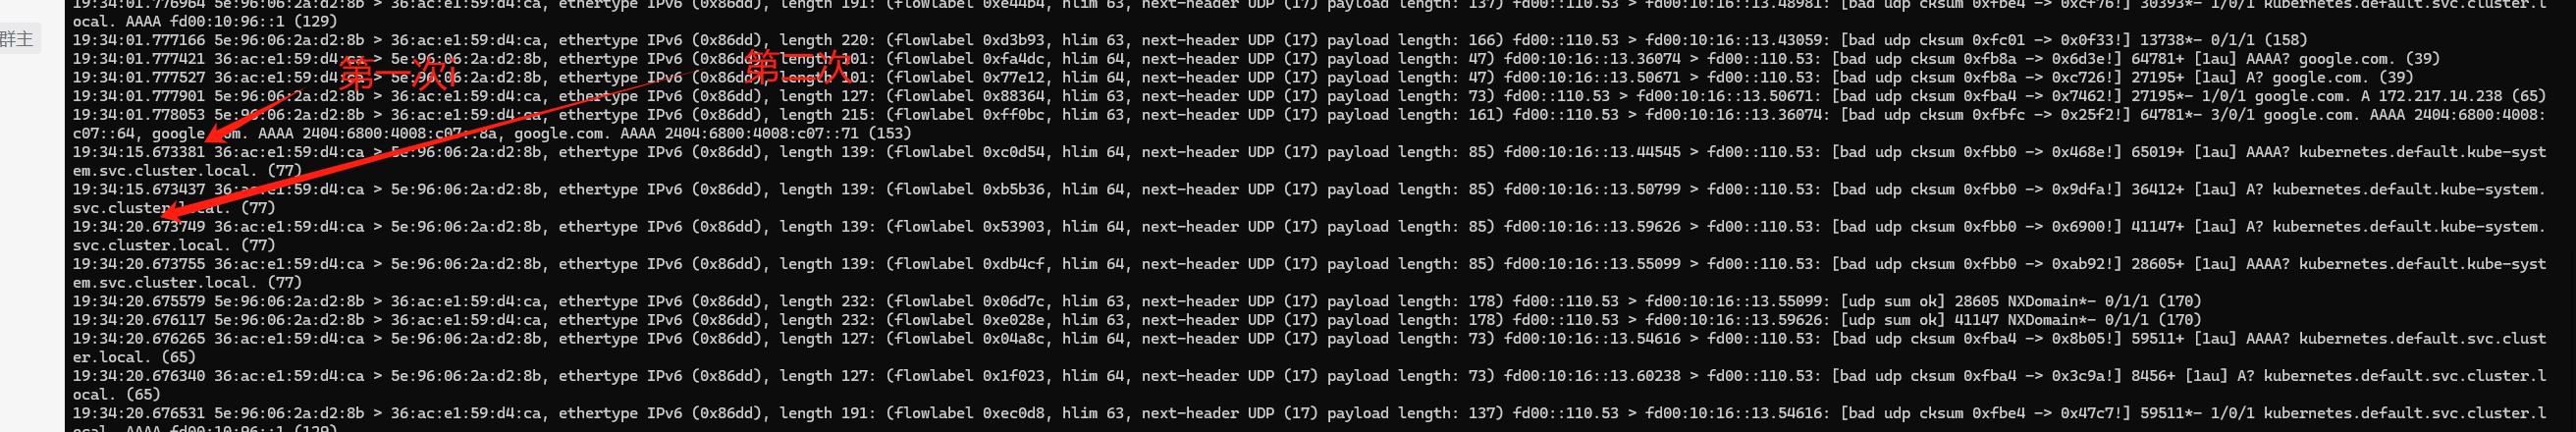 19:34:01.776964 5e:96:06:2a:d2:8b > 36:ac:e1:59:d4:ca, ethertype IPv6 (0x86dd), length 191: (flowlabel 0xe44b4, hlim 63, next-header UDP (17) payload length: 137) fd00::110.53 > fd00:10:16::13.48981: [bad udp cksum 0xfbe4 -> 0xcf76!] 30393*- 1/0/1 kubernetes.default.svc.cluster.l
ocal. AAAA fd00:10:96::1 (129)
群主
19:34:01.777166 5e:96:06:2a:d2:8b > 36:ac:e1:59:d4:ca, ethertype IPv6 (0x86dd), length 220: (flowlabel 0xd3b93, hlim 63, next-header UDP (17) payload length: 166) fd00::110.53 > fd00:10:16::13.43059: [bad udp cksum 0xfc01 -> 0x0f33!] 13738*- 0/1/1 (158)
19:34:01.777421 36:ac:e1:59:d4:ca > 5e:96:06:2a:d2:8b, ethertype IPv6 (0x86dd), length 101: (flowlabel 0xfa4dc, hlim 64, next-header UDP (17) payload length: 47) fd00:10:16::13.36074 > fd00::110.53: [bad udp cksum 0xfb8a -> 0x6d3e!] 64781+ [1au] AAAA? google.com. (39)
第一次
第二次
19:34:01.777527 36:ac:e1:59:d4:ca > 5e:96:06:2a:d2:8b, ethertype IPv6 (0x86dd), length 101: (flowlabel 0x77e12, hlim 64, next-header UDP (17) payload length: 47) fd00:10:16::13.50671 > fd00::110.53: [bad udp cksum 0xfb8a -> 0xc726!] 27195+ [1au] A? google.com. (39)
19:34:01.777901 5e:96:06:2a:d2:8b > 36:ac:e1:59:d4:ca, ethertype IPv6 (0x86dd), length 127: (flowlabel 0x88364, hlim 63, next-header UDP (17) payload length: 73) fd00::110.53 > fd00:10:16::13.50671: [bad udp cksum 0xfba4 -> 0x7462!] 27195*- 1/0/1 google.com. A 172.217.14.238 (65)
19:34:01.778053 5e:96:06:2a:d2:8b > 36:ac:e1:59:d4:ca, ethertype IPv6 (0x86dd), length 215: (flowlabel 0xff0bc, hlim 63, next-header UDP (17) payload length: 161) fd00::110.53 > fd00:10:16::13.36074: [bad udp cksum 0xfbfc -> 0x25f2!] 64781*- 3/0/1 google.com. AAAA 2404:6800:4008:
c07::64, google.com. AAAA 2404:6800:4008:c07::8a, google.com. AAAA 2404:6800:4008:c07::71 (153)
19:34:15.673381 36:ac:e1:59:d4:ca > 5e:96:06:2a:d2:8b, ethertype IPv6 (0x86dd), length 139: (flowlabel 0xc0d54, hlim 64, next-header UDP (17) payload length: 85) fd00:10:16::13.44545 > fd00::110.53: [bad udp cksum 0xfbb0 -> 0x468e!] 65019+ [1au] AAAA? kubernetes.default.kube-syst
em.svc.cluster.local. (77)
19:34:15.673437 36:ac:e1:59:d4:ca > 5e:96:06:2a:d2:8b, ethertype IPv6 (0x86dd), length 139: (flowlabel 0xb5b36, hlim 64, next-header UDP (17) payload length: 85) fd00:10:16::13.50799 > fd00::110.53: [bad udp cksum 0xfbb0 -> 0x9dfa!] 36412+ [1au] A? kubernetes.default.kube-system.
svc.cluster.local. (77)
19:34:20.673749 36:ac:e1:59:d4:ca > 5e:96:06:2a:d2:8b, ethertype IPv6 (0x86dd), length 139: (flowlabel 0x53903, hlim 64, next-header UDP (17) payload length: 85) fd00:10:16::13.59626 > fd00::110.53: [bad udp cksum 0xfbb0 -> 0x6900!] 41147+ [1au] A? kubernetes.default.kube-system.
svc.cluster.local. (77)
19:34:20.673755 36:ac:e1:59:d4:ca > 5e:96:06:2a:d2:8b, ethertype IPv6 (0x86dd), length 139: (flowlabel 0xdb4cf, hlim 64, next-header UDP (17) payload length: 85) fd00:10:16::13.55099 > fd00::110.53: [bad udp cksum 0xfbb0 -> 0xab92!] 28605+ [1au] AAAA? kubernetes.default.kube-syst
em.svc.cluster.local. (77)
19:34:20.675579 5e:96:06:2a:d2:8b > 36:ac:e1:59:d4:ca, ethertype IPv6 (0x86dd), length 232: (flowlabel 0x06d7c, hlim 63, next-header UDP (17) payload length: 178) fd00::110.53 > fd00:10:16::13.55099: [udp sum ok] 28605 NXDomain*- 0/1/1 (170)
19:34:20.676117 5e:96:06:2a:d2:8b > 36:ac:e1:59:d4:ca, ethertype IPv6 (0x86dd), length 232: (flowlabel 0xe028e, hlim 63, next-header UDP (17) payload length: 178) fd00::110.53 > fd00:10:16::13.59626: [udp sum ok] 41147 NXDomain*- 0/1/1 (170)
19:34:20.676265 36:ac:e1:59:d4:ca > 5e:96:06:2a:d2:8b, ethertype IPv6 (0x86dd), length 127: (flowlabel 0x04a8c, hlim 64, next-header UDP (17) payload length: 73) fd00:10:16::13.54616 > fd00::110.53: [bad udp cksum 0xfba4 -> 0x8b05!] 59511+ [1au] AAAA? kubernetes.default.svc.clust
er.local. (65)
19:34:20.676340 36:ac:e1:59:d4:ca > 5e:96:06:2a:d2:8b, ethertype IPv6 (0x86dd), length 127: (flowlabel 0x1f023, hlim 64, next-header UDP (17) payload length: 73) fd00:10:16::13.60238 > fd00::110.53: [bad udp cksum 0xfba4 -> 0x3c9a!] 8456+ [1au] A? kubernetes.default.svc.cluster.l
ocal. (65)
19:34:20.676531 5e:96:06:2a:d2:8b > 36:ac:e1:59:d4:ca, ethertype IPv6 (0x86dd), length 191: (flowlabel 0xec0d8, hlim 63, next-header UDP (17) payload length: 137) fd00::110.53 > fd00:10:16::13.54616: [bad udp cksum 0xfbe4 -> 0x47c7!] 59511*- 1/0/1 kubernetes.default.svc.cluster.l
ocal. AAAA fd00:10:96::1 (129)